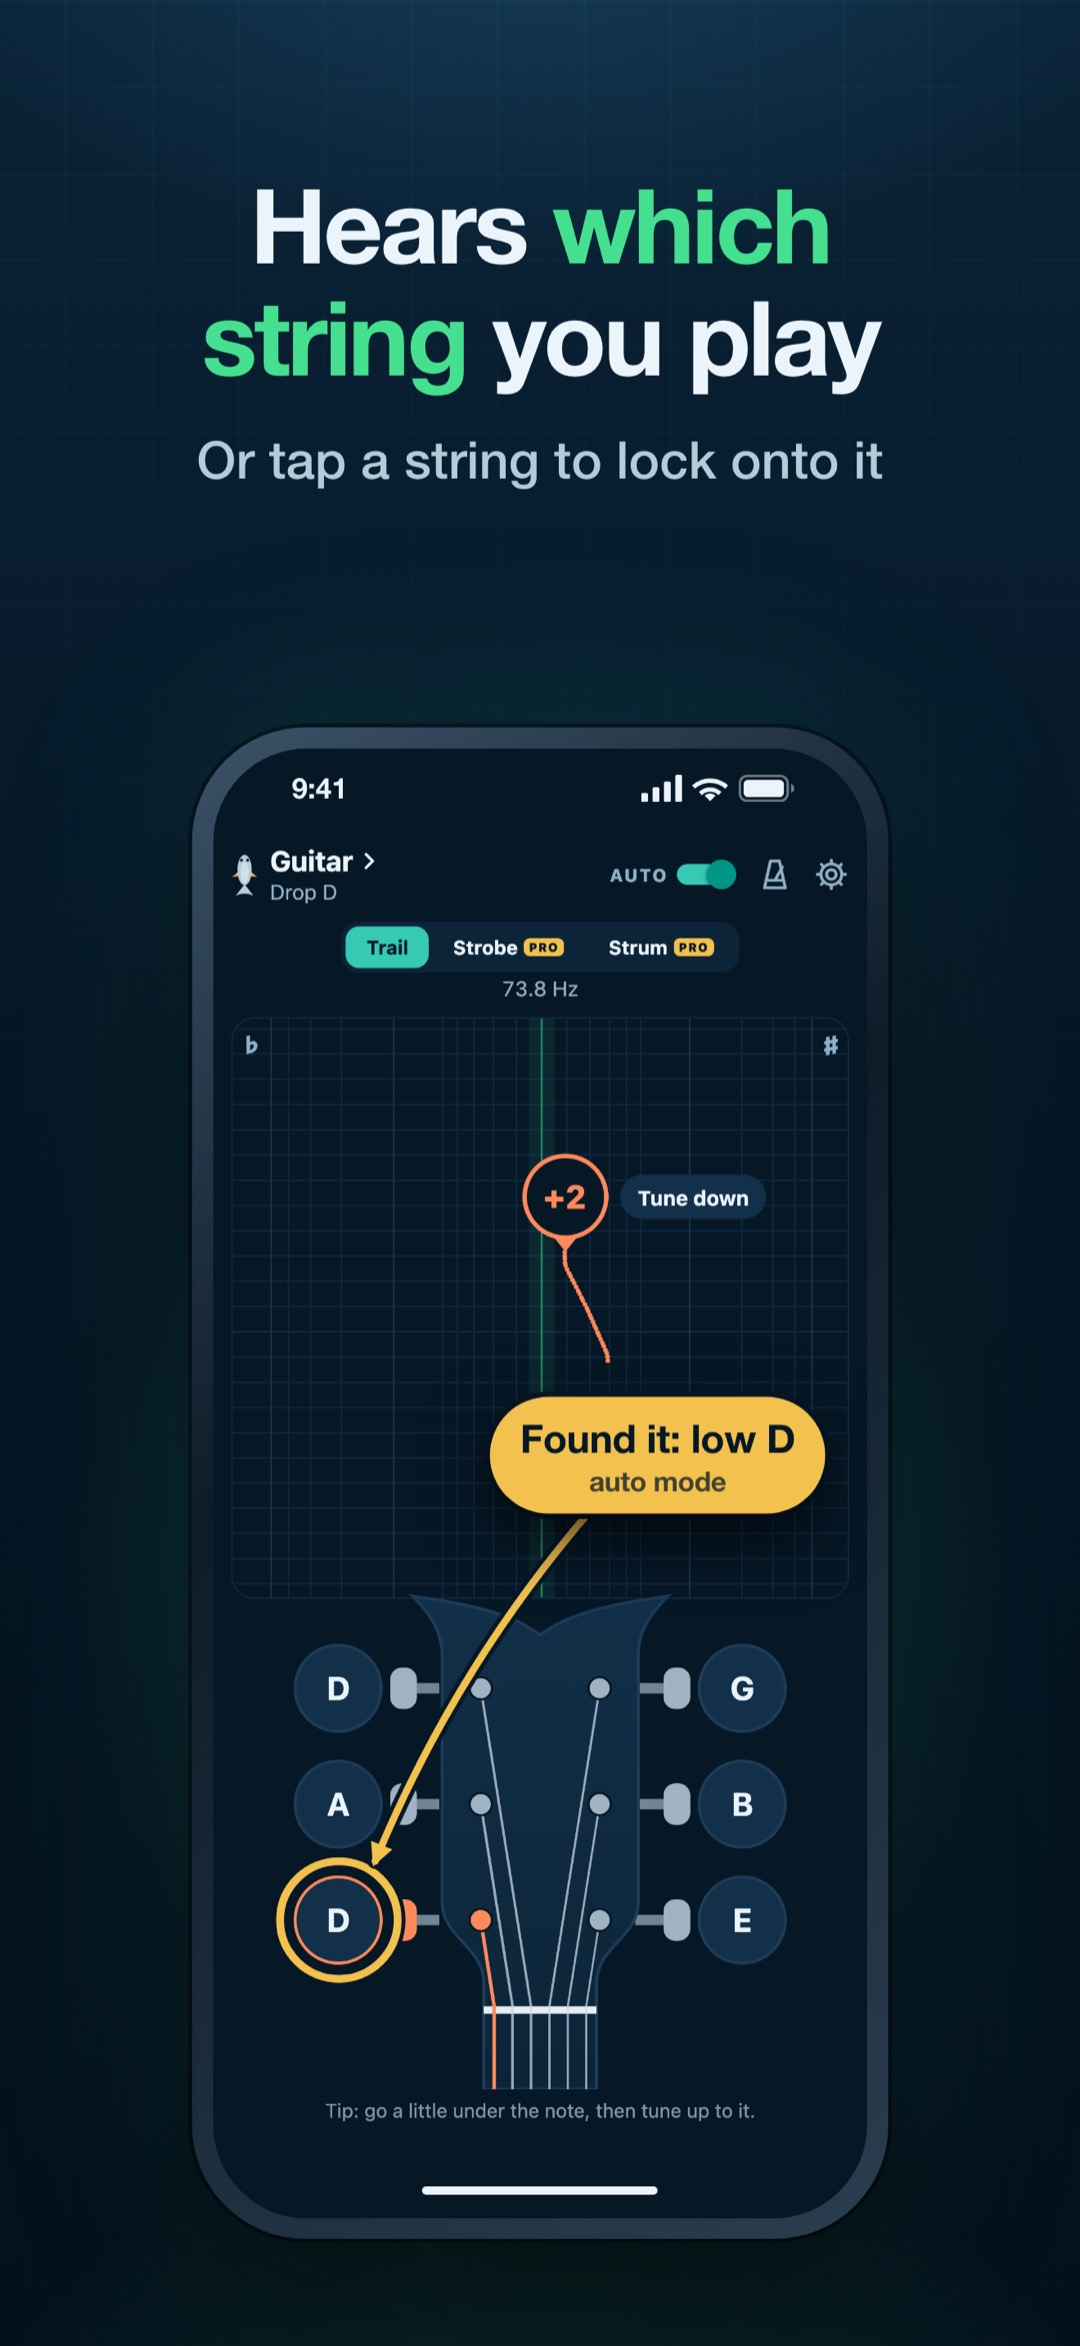 Hears which
string you play
Or tap a string to lock onto it
9:41
Guitar >
Drop D
AUTO
Trail
Strobe PRO
Strum PRO
73.8 Hz
♭
♯
+2
Tune down
Found it: low D
auto mode
D
G
A
B
D
E
Tip: go a little under the note, then tune up to it.